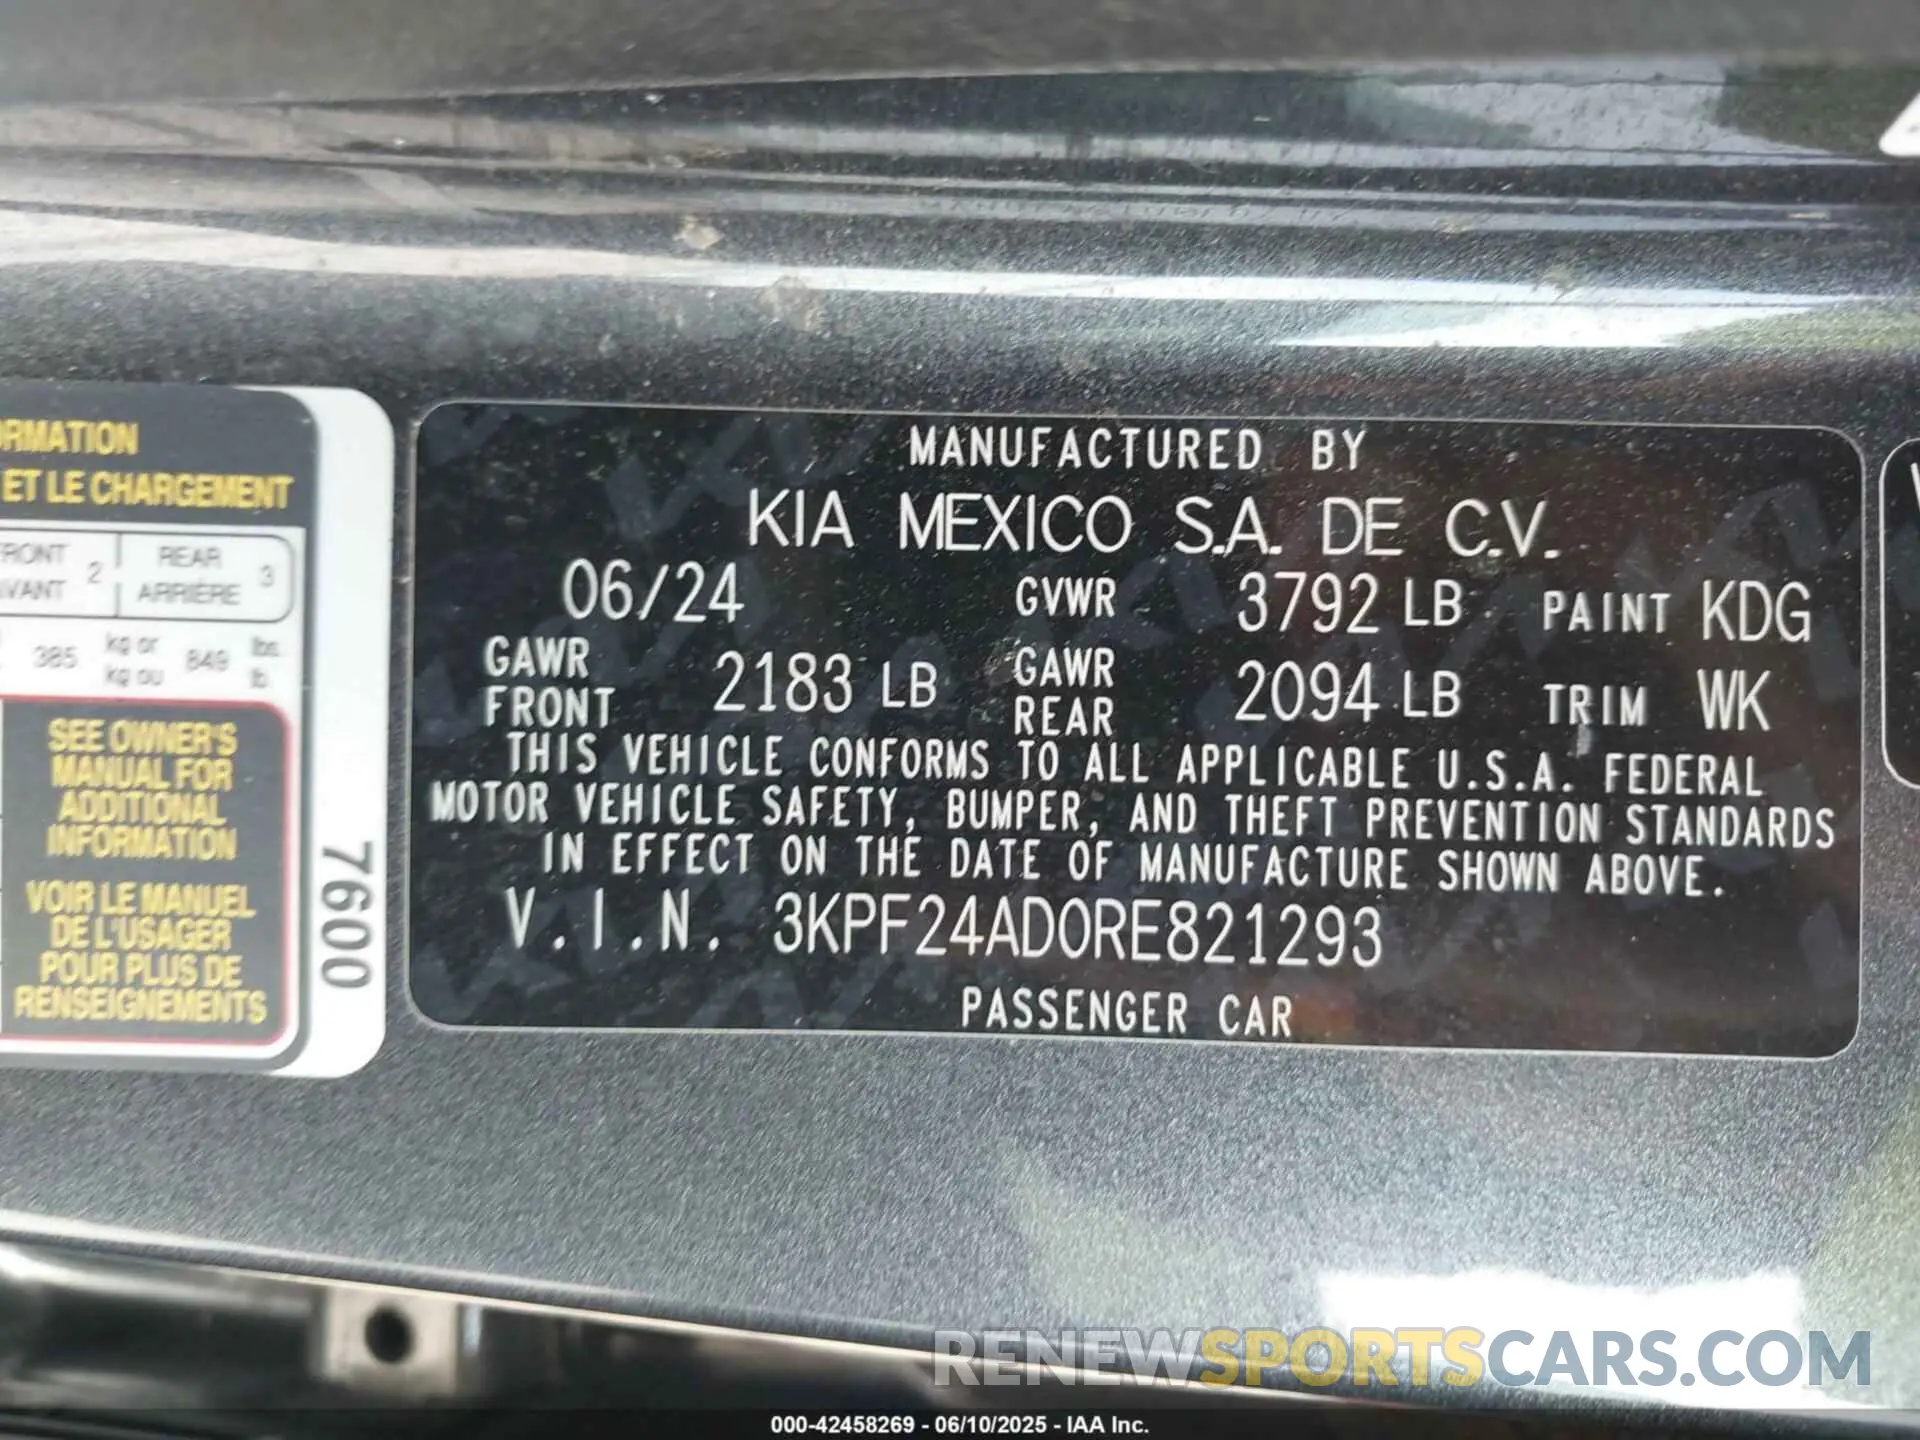 RMATION
ET LE CHARGEMENT
FRONT 2 REAR 3
AVANT ARRIÈRE
385 kg or 849 lbs.
kg ou lb.
SEE OWNER'S
MANUAL FOR
ADDITIONAL
INFORMATION
VOIR LE MANUEL
DE L'USAGER
POUR PLUS DE
RENSEIGNEMENTS
7600
MANUFACTURED BY
KIA MEXICO S.A. DE C.V.
06/24 GVWR 3792 LB PAINT KDG
GAWR FRONT 2183 LB GAWR REAR 2094 LB TRIM WK
THIS VEHICLE CONFORMS TO ALL APPLICABLE U.S.A. FEDERAL
MOTOR VEHICLE SAFETY, BUMPER, AND THEFT PREVENTION STANDARDS
IN EFFECT ON THE DATE OF MANUFACTURE SHOWN ABOVE.
V.I.N. 3KPF24AD0RE821293
PASSENGER CAR
RENEWSPORTSCARS.COM
000-42458269 - 06/10/2025 - IAA Inc.